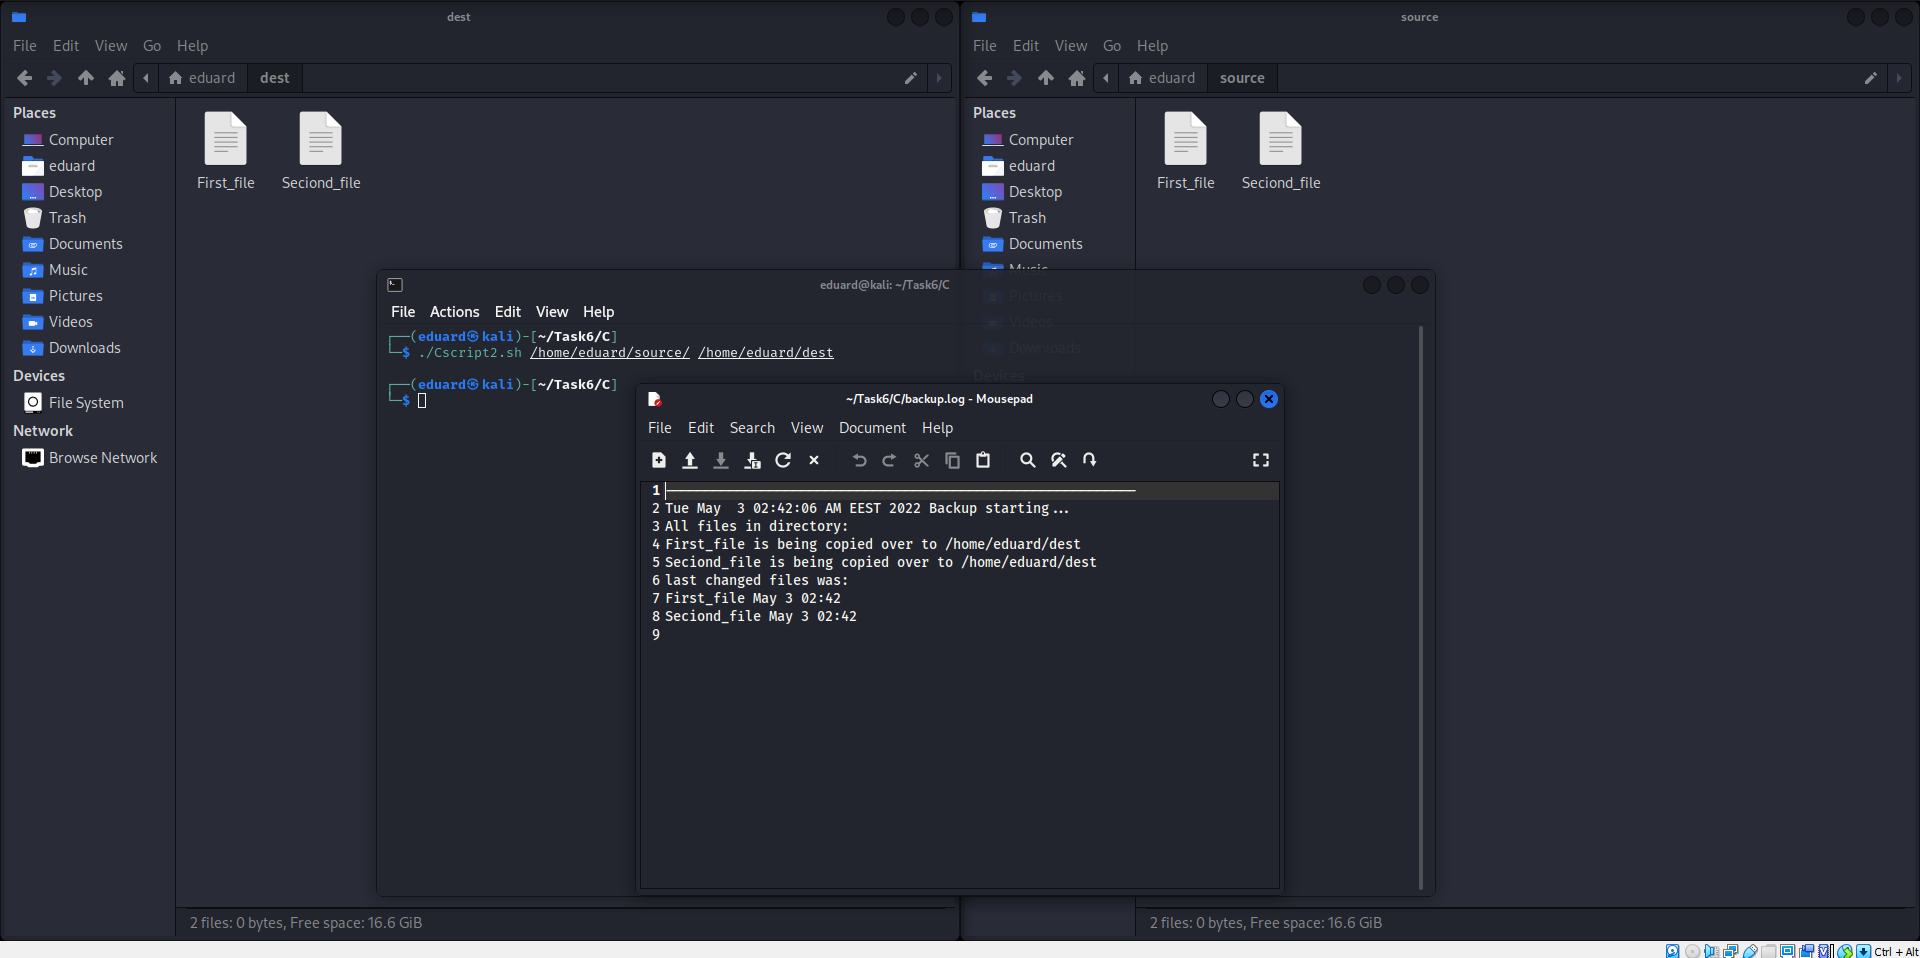 dest
File Edit View Go Help
eduard dest
Places
Computer
eduard
Desktop
Trash
Documents
Music
Pictures
Videos
Downloads
Devices
File System
Network
Browse Network
First_file Seciond_file
2 files: 0 bytes, Free space: 16.6 GiB
source
File Edit View Go Help
eduard source
Places
Computer
eduard
Desktop
Trash
Documents
Music
Pictures
Videos
Downloads
Devices
First_file Seciond_file
2 files: 0 bytes, Free space: 16.6 GiB
eduard@kali: ~/Task6/C
File Actions Edit View Help
┌──(eduard㉿kali)-[~/Task6/C]
└─$ ./Cscript2.sh /home/eduard/source/ /home/eduard/dest
┌──(eduard㉿kali)-[~/Task6/C]
└─$
~/Task6/C/backup.log - Mousepad
File Edit Search View Document Help
1
2 Tue May  3 02:42:06 AM EEST 2022 Backup starting...
3 All files in directory:
4 First_file is being copied over to /home/eduard/dest
5 Seciond_file is being copied over to /home/eduard/dest
6 last changed files was:
7 First_file May 3 02:42
8 Seciond_file May 3 02:42
9
Ctrl + Alt